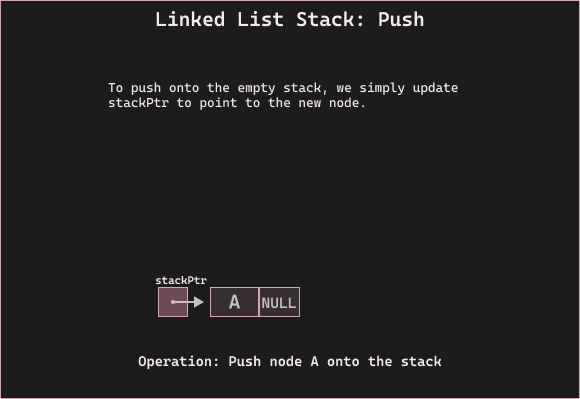 Linked List Stack: Push
To push onto the empty stack, we simply update
stackPtr to point to the new node.
stackPtr
A NULL
Operation: Push node A onto the stack